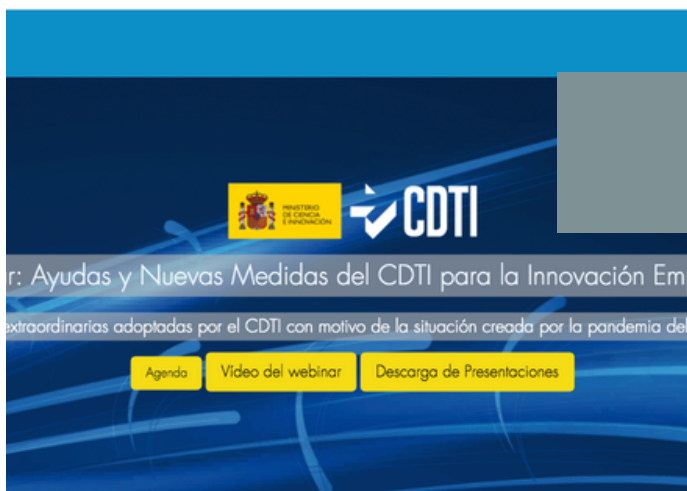 MINISTERIO
DE CIENCIA
E INNOVACIÓN
CDTI
r: Ayudas y Nuevas Medidas del CDTI para la Innovación Em
extraordinarias adoptadas por el CDTI con motivo de la situación creada por la pandemia del
Agenda
Vídeo del webinar
Descarga de Presentaciones